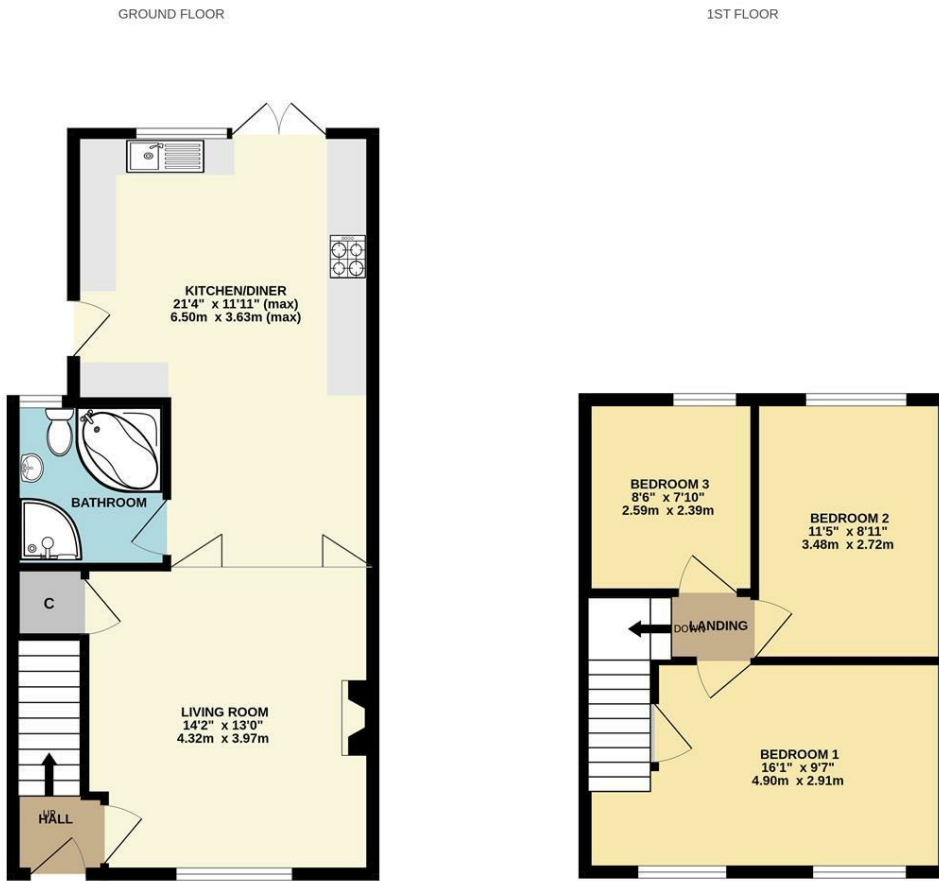 GROUND FLOOR
1ST FLOOR
KITCHEN/DINER
21'4" x 11'11" (max)
6.50m x 3.63m (max)
BATHROOM
C
LIVING ROOM
14'2" x 13'0"
4.32m x 3.97m
UP
HALL
BEDROOM 3
8'6" x 7'10"
2.59m x 2.39m
BEDROOM 2
11'5" x 8'11"
3.48m x 2.72m
DOWN
LANDING
BEDROOM 1
16'1" x 9'7"
4.90m x 2.91m